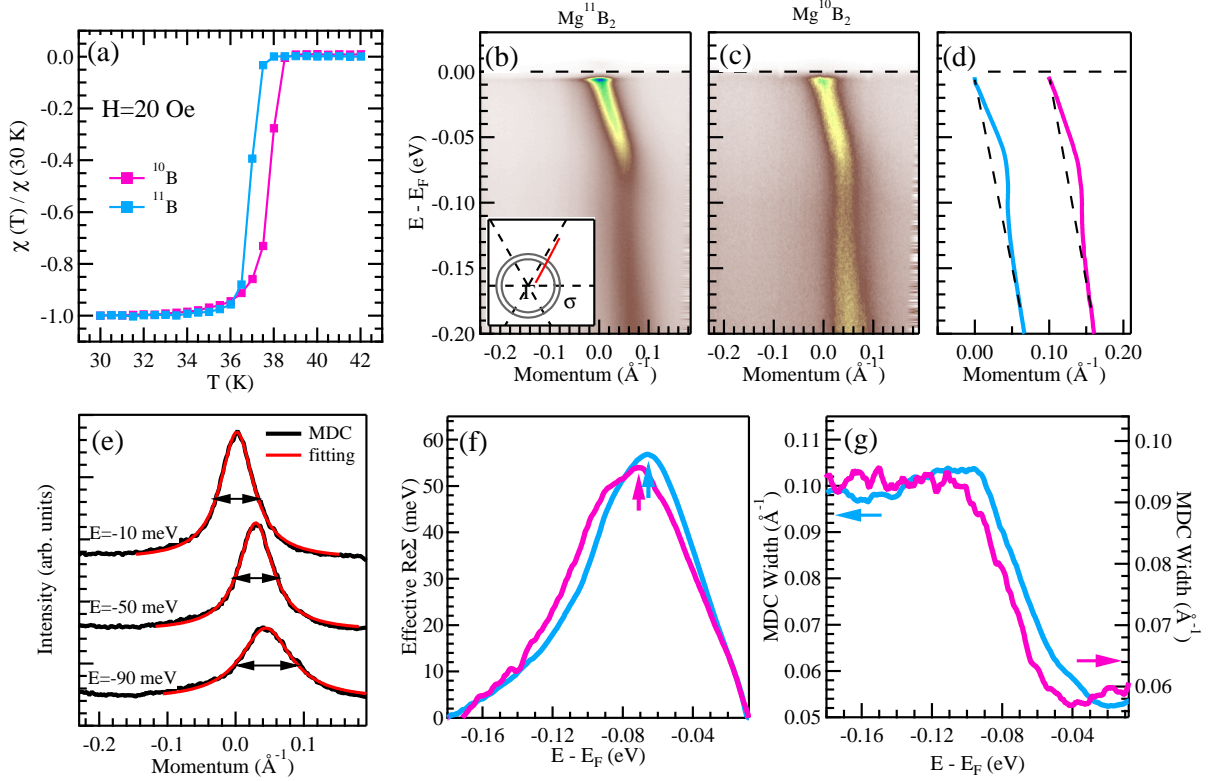 Mg¹¹B₂
Mg¹⁰B₂
(a)
H=20 Oe
¹⁰B
¹¹B
0.0
-0.2
-0.4
-0.6
-0.8
-1.0
χ (T) / χ (30 K)
30 32 34 36 38 40 42
T (K)
(b)
0.00
-0.05
-0.10
-0.15
-0.20
E - E_F (eV)
Γ
σ
-0.2 0.0 0.1
Momentum (Å⁻¹)
(c)
-0.2 0.0 0.1
Momentum (Å⁻¹)
(d)
0.00 0.10 0.20
Momentum (Å⁻¹)
(e)
MDC
fitting
E=-10 meV
E=-50 meV
E=-90 meV
Intensity (arb. units)
-0.2 -0.1 0.0 0.1
Momentum (Å⁻¹)
(f)
60
50
40
30
20
10
0
Effective ReΣ (meV)
-0.16 -0.12 -0.08 -0.04
E - E_F (eV)
(g)
0.11
0.10
0.09
0.08
0.07
0.06
0.05
MDC Width (Å⁻¹)
0.10
0.09
0.08
0.07
0.06
MDC Width (Å⁻¹)
-0.16 -0.12 -0.08 -0.04
E - E_F (eV)